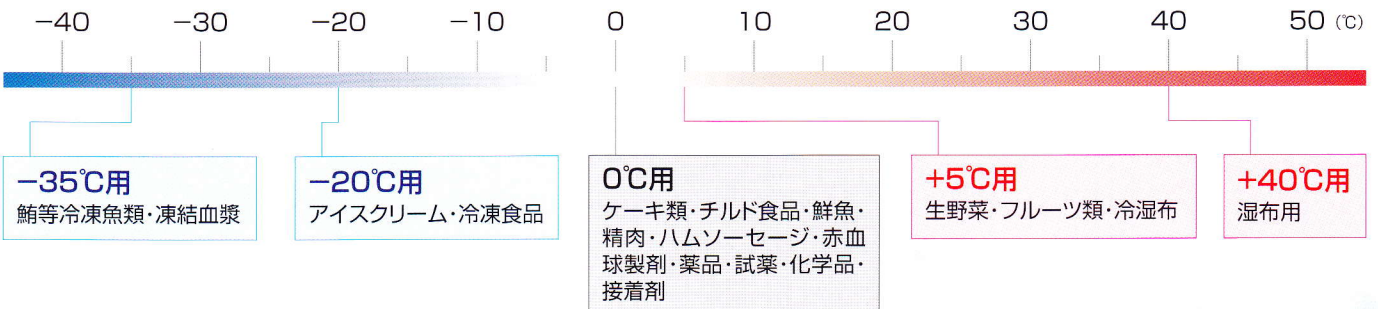 −40 −30 −20 −10 0 10 20 30 40 50 (℃)
−35℃用
鮪等冷凍魚類・凍結血漿
−20℃用
アイスクリーム・冷凍食品
0℃用
ケーキ類・チルド食品・鮮魚・
精肉・ハムソーセージ・赤血
球製剤・薬品・試薬・化学品・
接着剤
+5℃用
生野菜・フルーツ類・冷湿布
+40℃用
湿布用